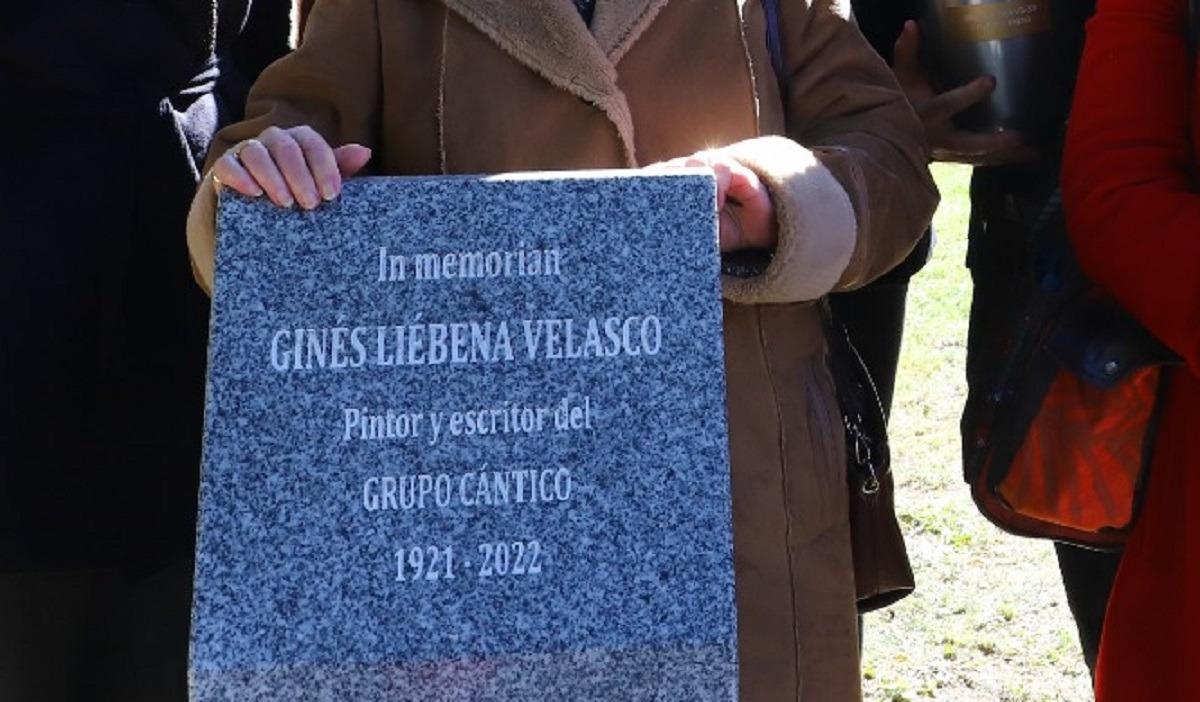 In memorian
GINÉS LIÉBENA VELASCO
Pintor y escritor del
GRUPO CÁNTICO
1921 · 2022